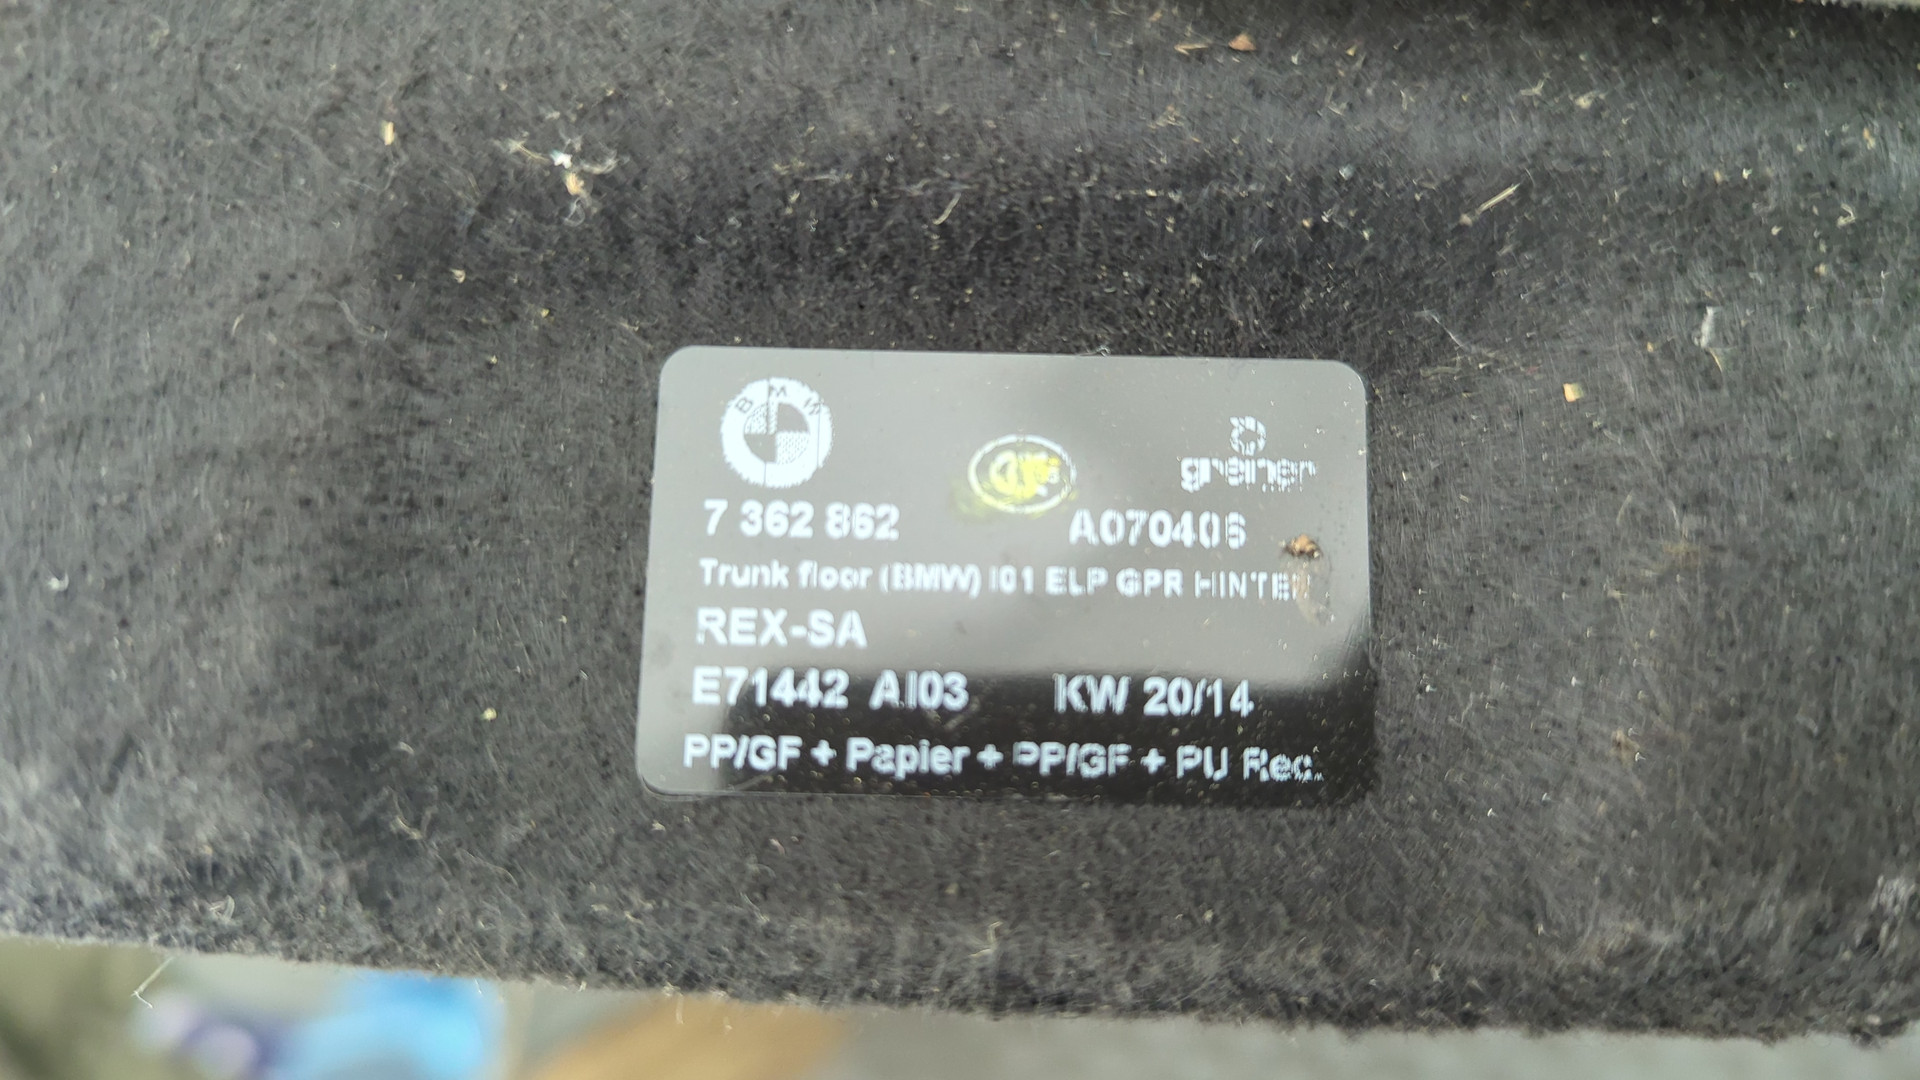 BMW
greiner
7 362 862 A070406
Trunk floor (BMW) I01 ELP GPR HINTEN
REX-SA
E71442 AI03 KW 20/14
PP/GF + Papier + PP/GF + PU Rec.